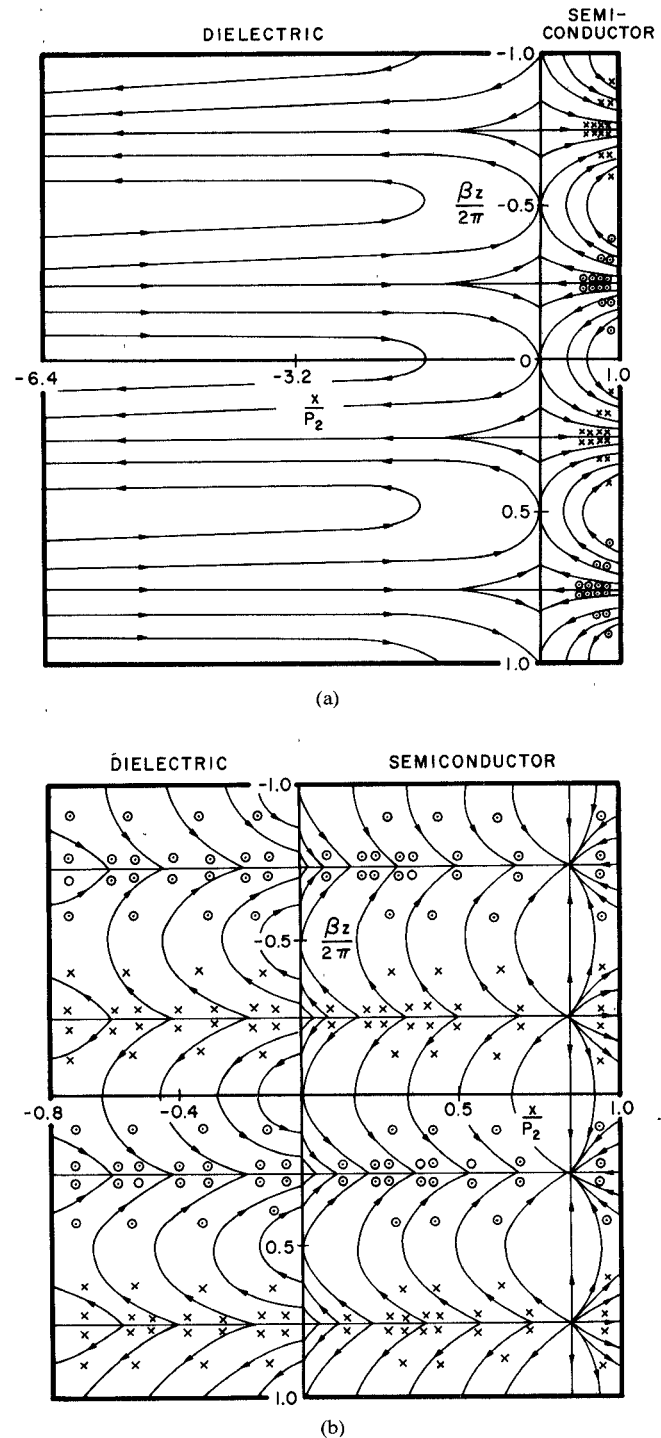 DIELECTRIC
SEMI-
CONDUCTOR
-1.0
βz
2π
-0.5
-6.4
-3.2
0
1.0
x
P2
0.5
1.0
(a)
DIELECTRIC
SEMICONDUCTOR
-1.0
-0.5
βz
2π
-0.8
-0.4
0
0.5
x
P2
1.0
0.5
1.0
(b)